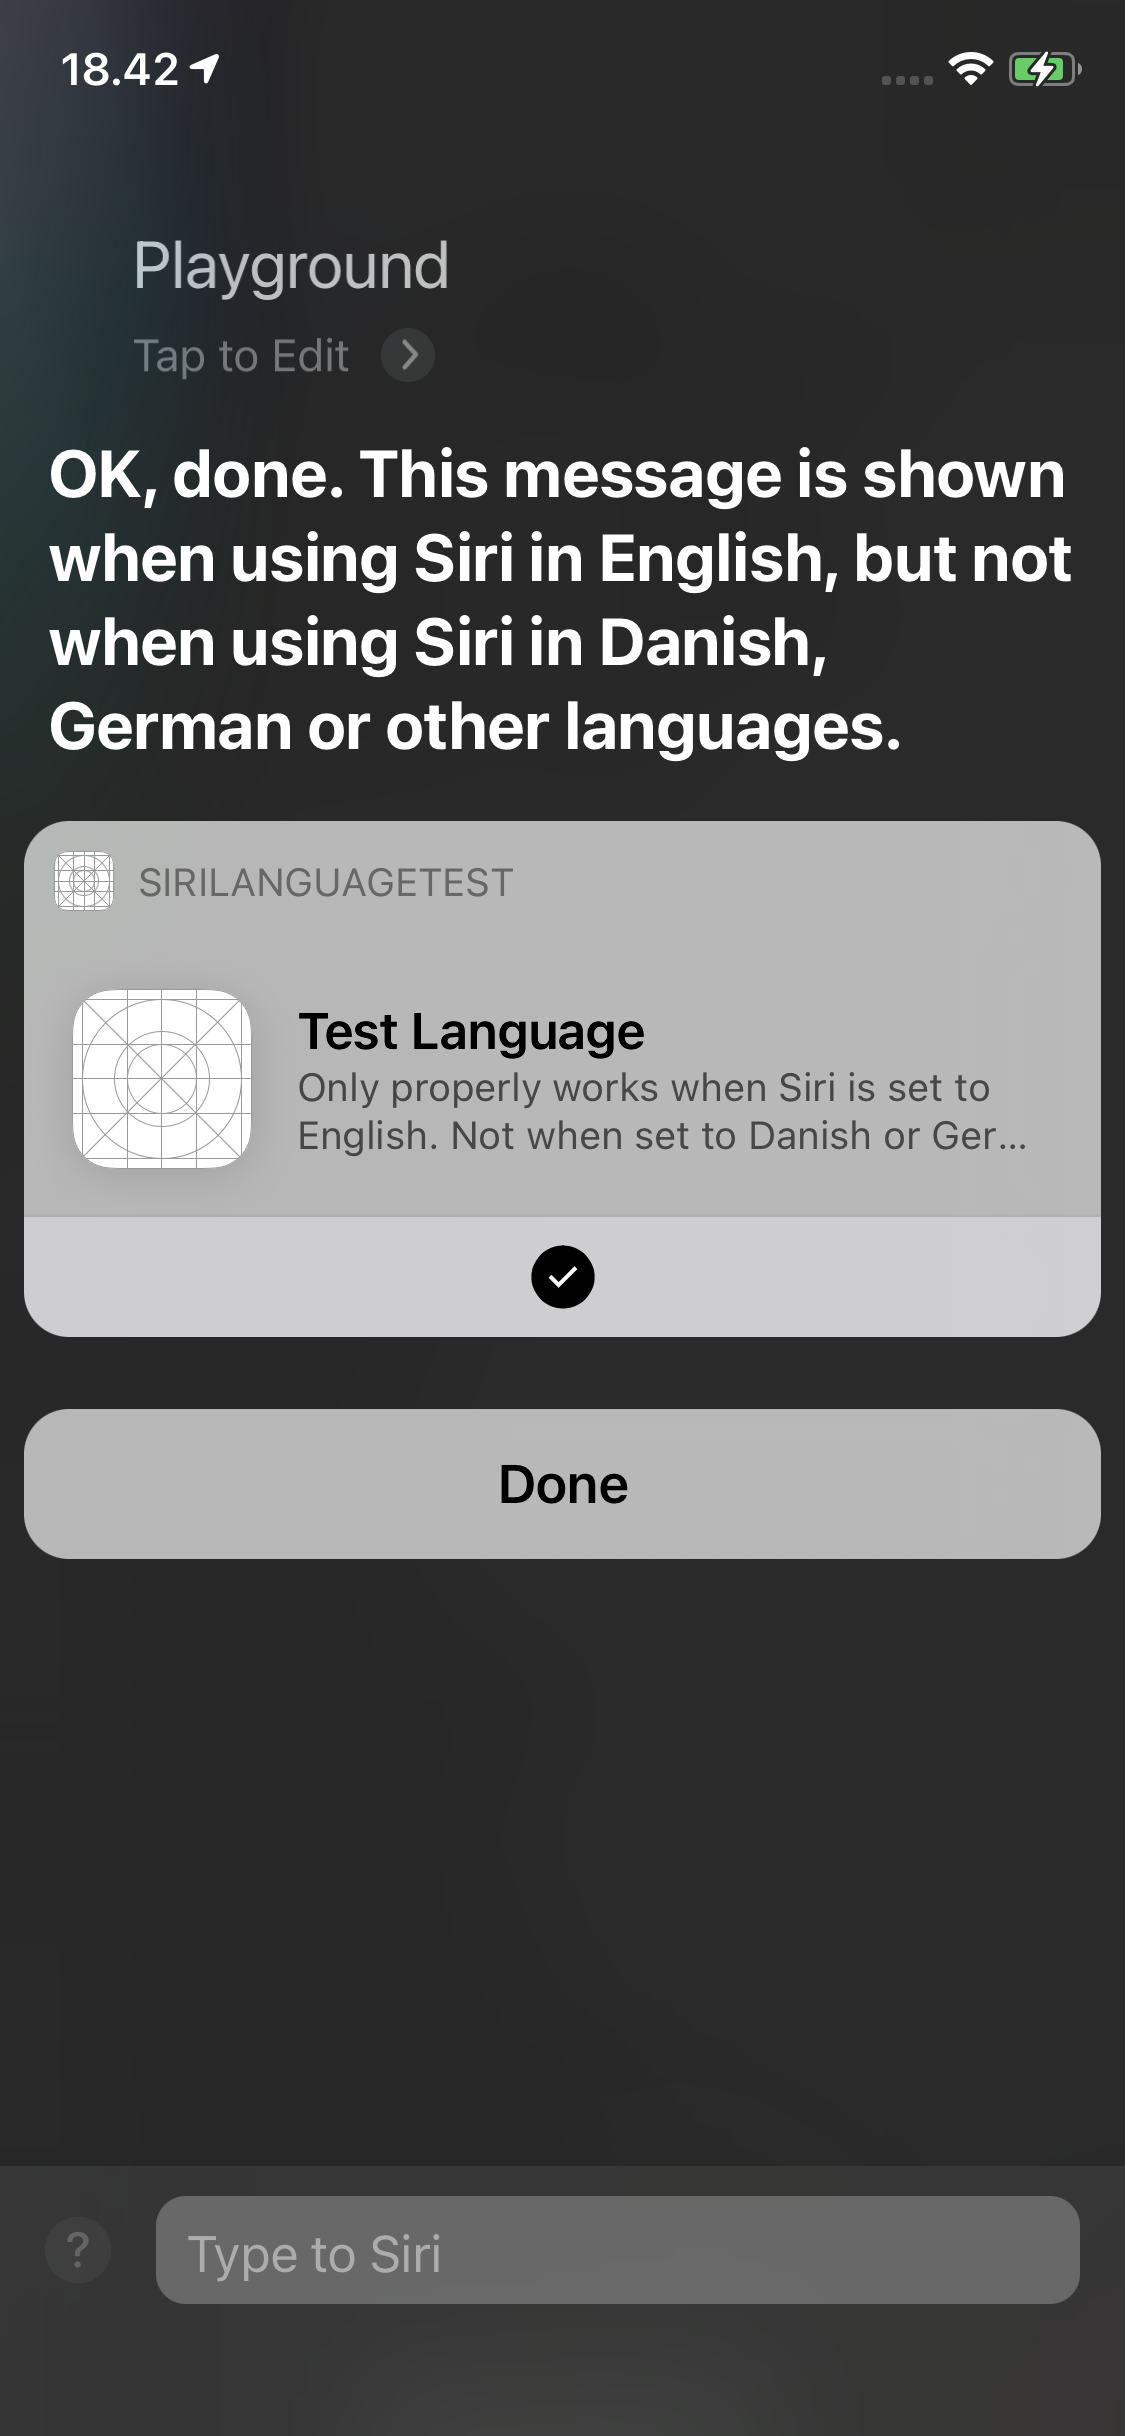 18.42
Playground
Tap to Edit
OK, done. This message is shown
when using Siri in English, but not
when using Siri in Danish,
German or other languages.
SIRILANGUAGETEST
Test Language
Only properly works when Siri is set to
English. Not when set to Danish or Ger...
Done
?
Type to Siri